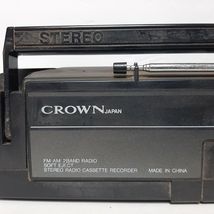 STEREO
CROWN JAPAN
FM-AM 2BAND RADIO
SOFT EJECT
STEREO RADIO CASSETTE RECORDER MADE IN CHINA